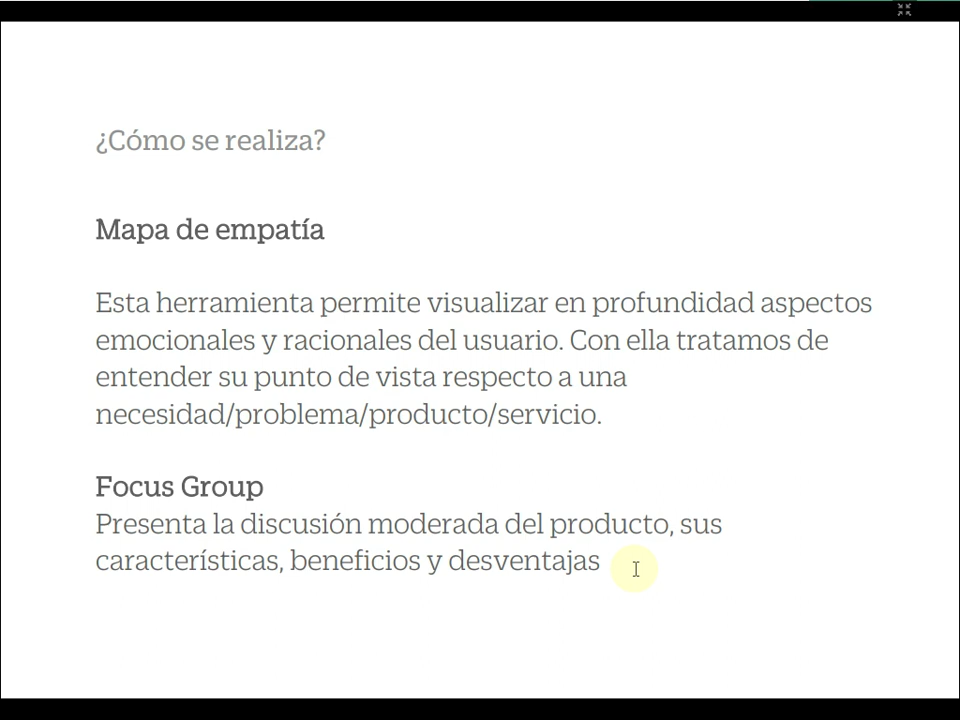 ¿Cómo se realiza?
Mapa de empatía
Esta herramienta permite visualizar en profundidad aspectos
emocionales y racionales del usuario. Con ella tratamos de
entender su punto de vista respecto a una
necesidad/problema/producto/servicio.
Focus Group
Presenta la discusión moderada del producto, sus
características, beneficios y desventajas